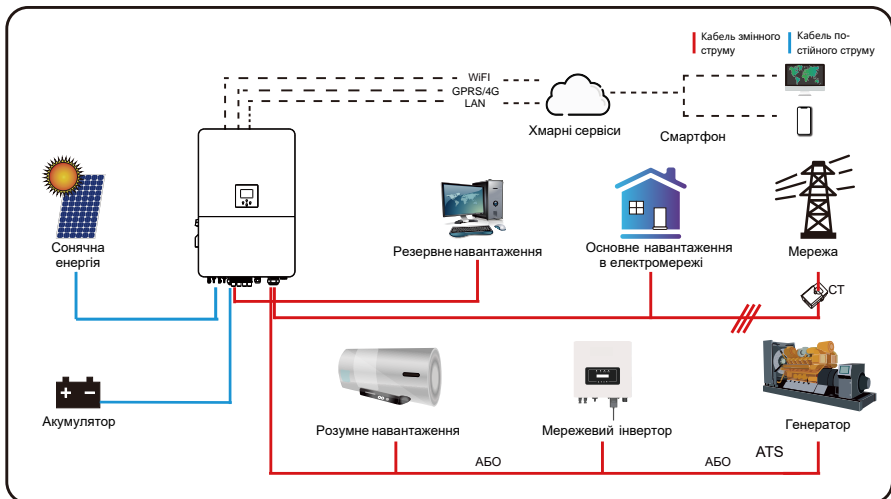 Кабель змінного
струму
Кабель по-
стійного струму
WiFI
GPRS/4G
LAN
Хмарні сервіси
Смартфон
Сонячна
енергія
Резервне навантаження
Основне навантаження
в електромережі
Мережа
CT
Акумулятор
Розумне навантаження
Мережевий інвертор
Генератор
ATS
АБО
АБО